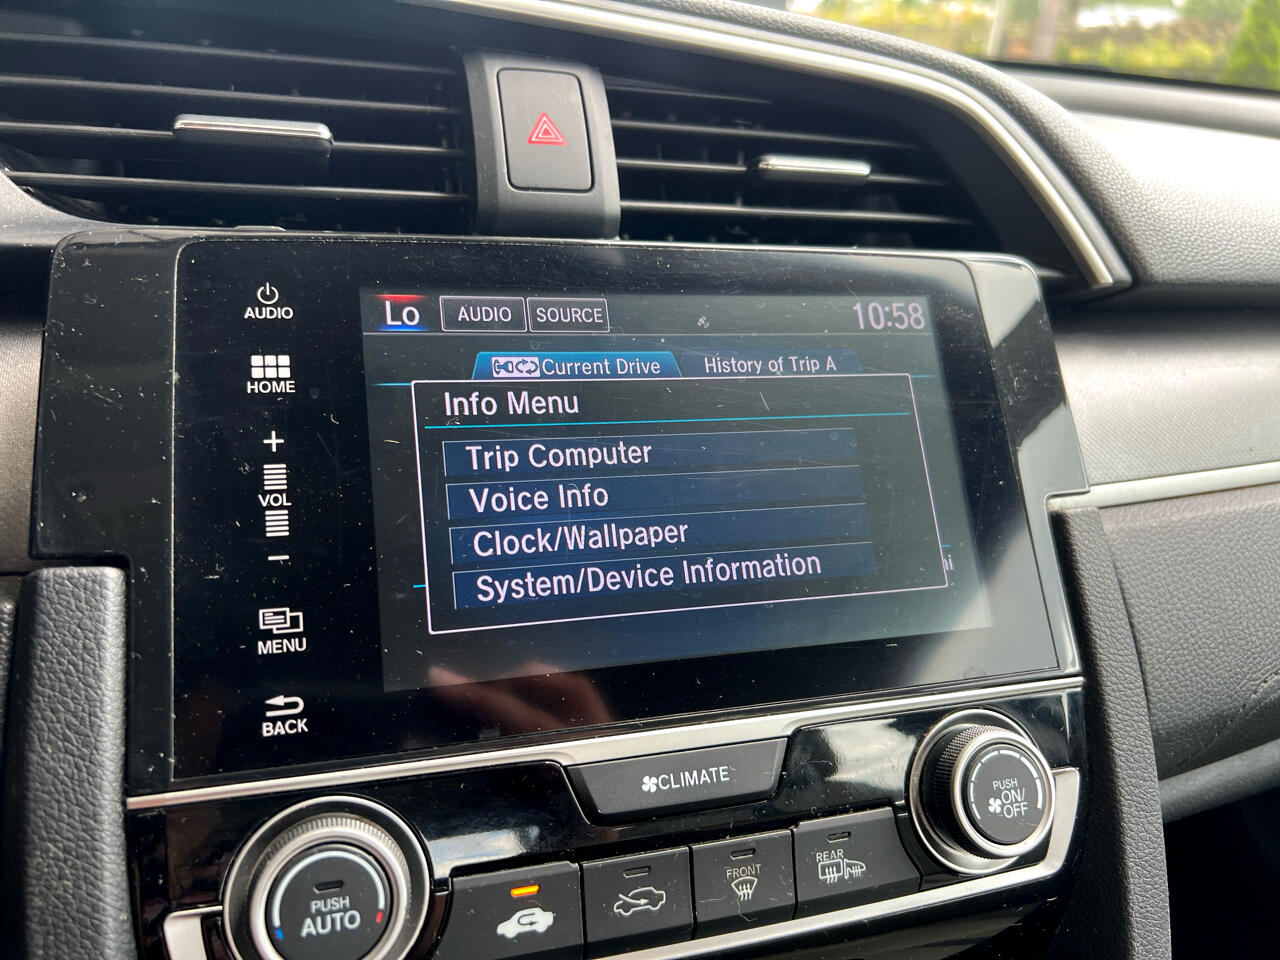 AUDIO
HOME
VOL
MENU
BACK
Lo
AUDIO
SOURCE
10:58
Current Drive
History of Trip A
Info Menu
Trip Computer
Voice Info
Clock/Wallpaper
System/Device Information
CLIMATE
PUSH
AUTO
FRONT
REAR
PUSH
ON/
OFF